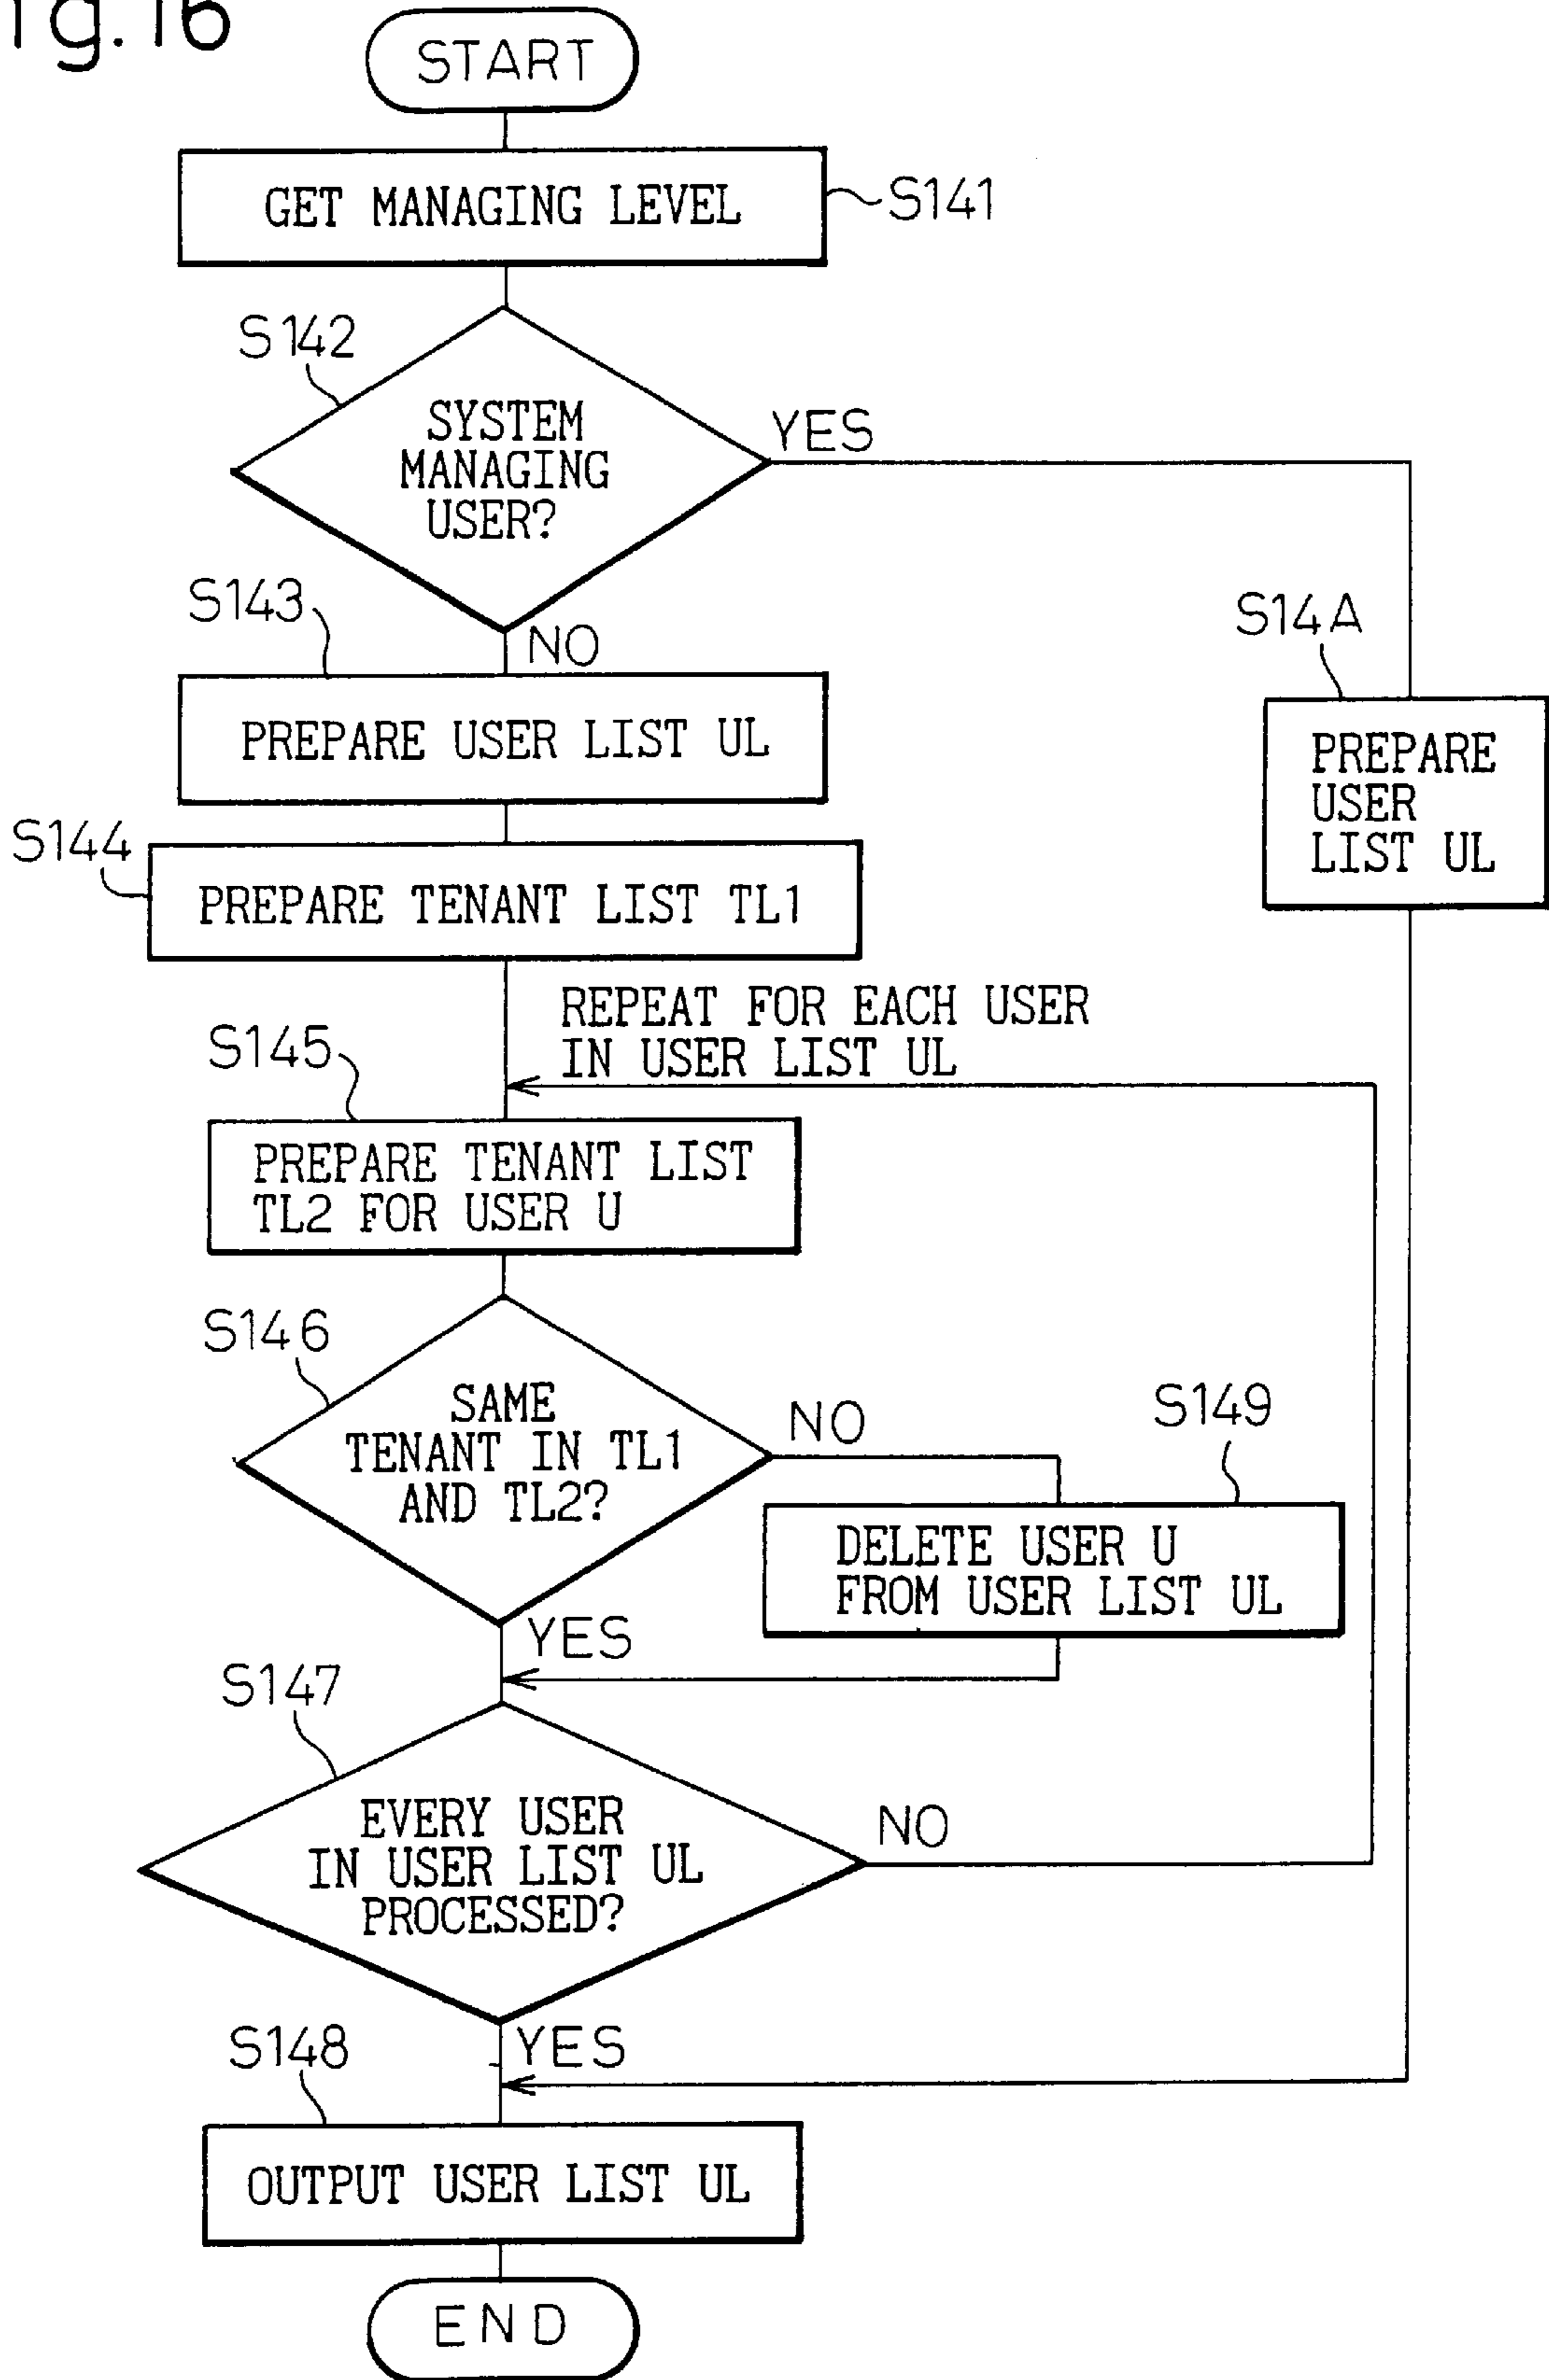 ig. 16
START
GET MANAGING LEVEL
S141
S142
SYSTEM
MANAGING
USER?
YES
NO
S143
PREPARE USER LIST UL
S14A
PREPARE
USER
LIST UL
S144
PREPARE TENANT LIST TL1
REPEAT FOR EACH USER
IN USER LIST UL
S145
PREPARE TENANT LIST
TL2 FOR USER U
S146
SAME
TENANT IN TL1
AND TL2?
NO
YES
S149
DELETE USER U
FROM USER LIST UL
S147
EVERY USER
IN USER LIST UL
PROCESSED?
NO
YES
S148
OUTPUT USER LIST UL
END